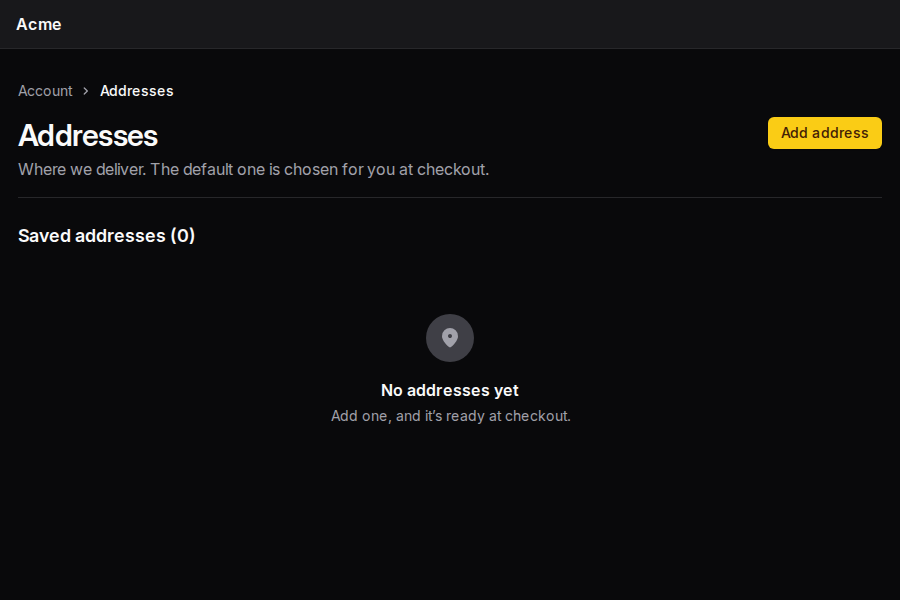 Acme
Account > Addresses
Addresses
Add address
Where we deliver. The default one is chosen for you at checkout.
Saved addresses (0)
No addresses yet
Add one, and it’s ready at checkout.